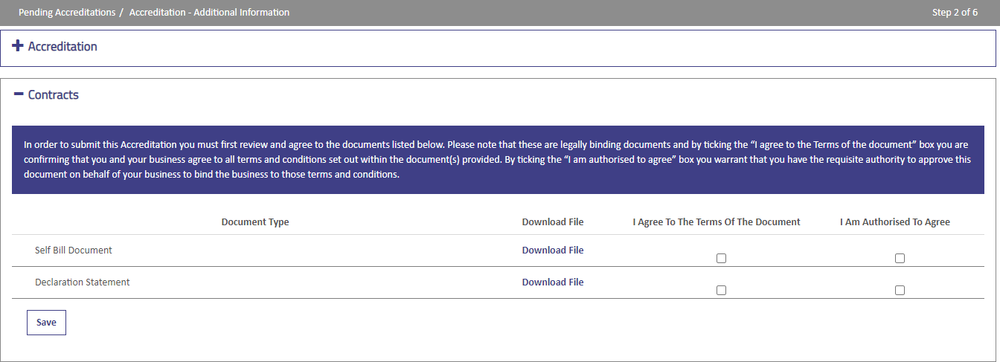 Pending Accreditations / Accreditation - Additional Information Step 2 of 6
Accreditation
Contracts
In order to submit this Accreditation you must first review and agree to the documents listed below. Please note that these are legally binding documents and by ticking the “I agree to the Terms of the document” box you are
confirming that you and your business agree to all terms and conditions set out within the document(s) provided. By ticking the “I am authorised to agree” box you warrant that you have the requisite authority to approve this
document on behalf of your business to bind the business to those terms and conditions.
Document Type Download File I Agree To The Terms Of The Document I Am Authorised To Agree
Self Bill Document Download File
Declaration Statement Download File
Save